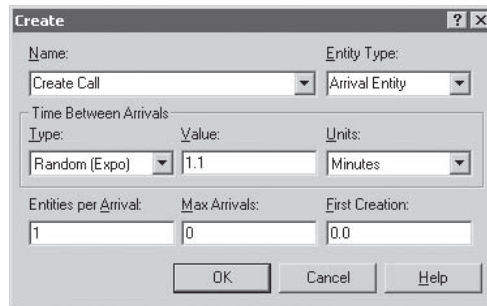 Create
Name: Entity Type:
Create Call Arrival Entity
Time Between Arrivals
Type: Value: Units:
Random (Expo) 1.1 Minutes
Entities per Arrival: Max Arrivals: First Creation:
1 0 0.0
OK Cancel Help